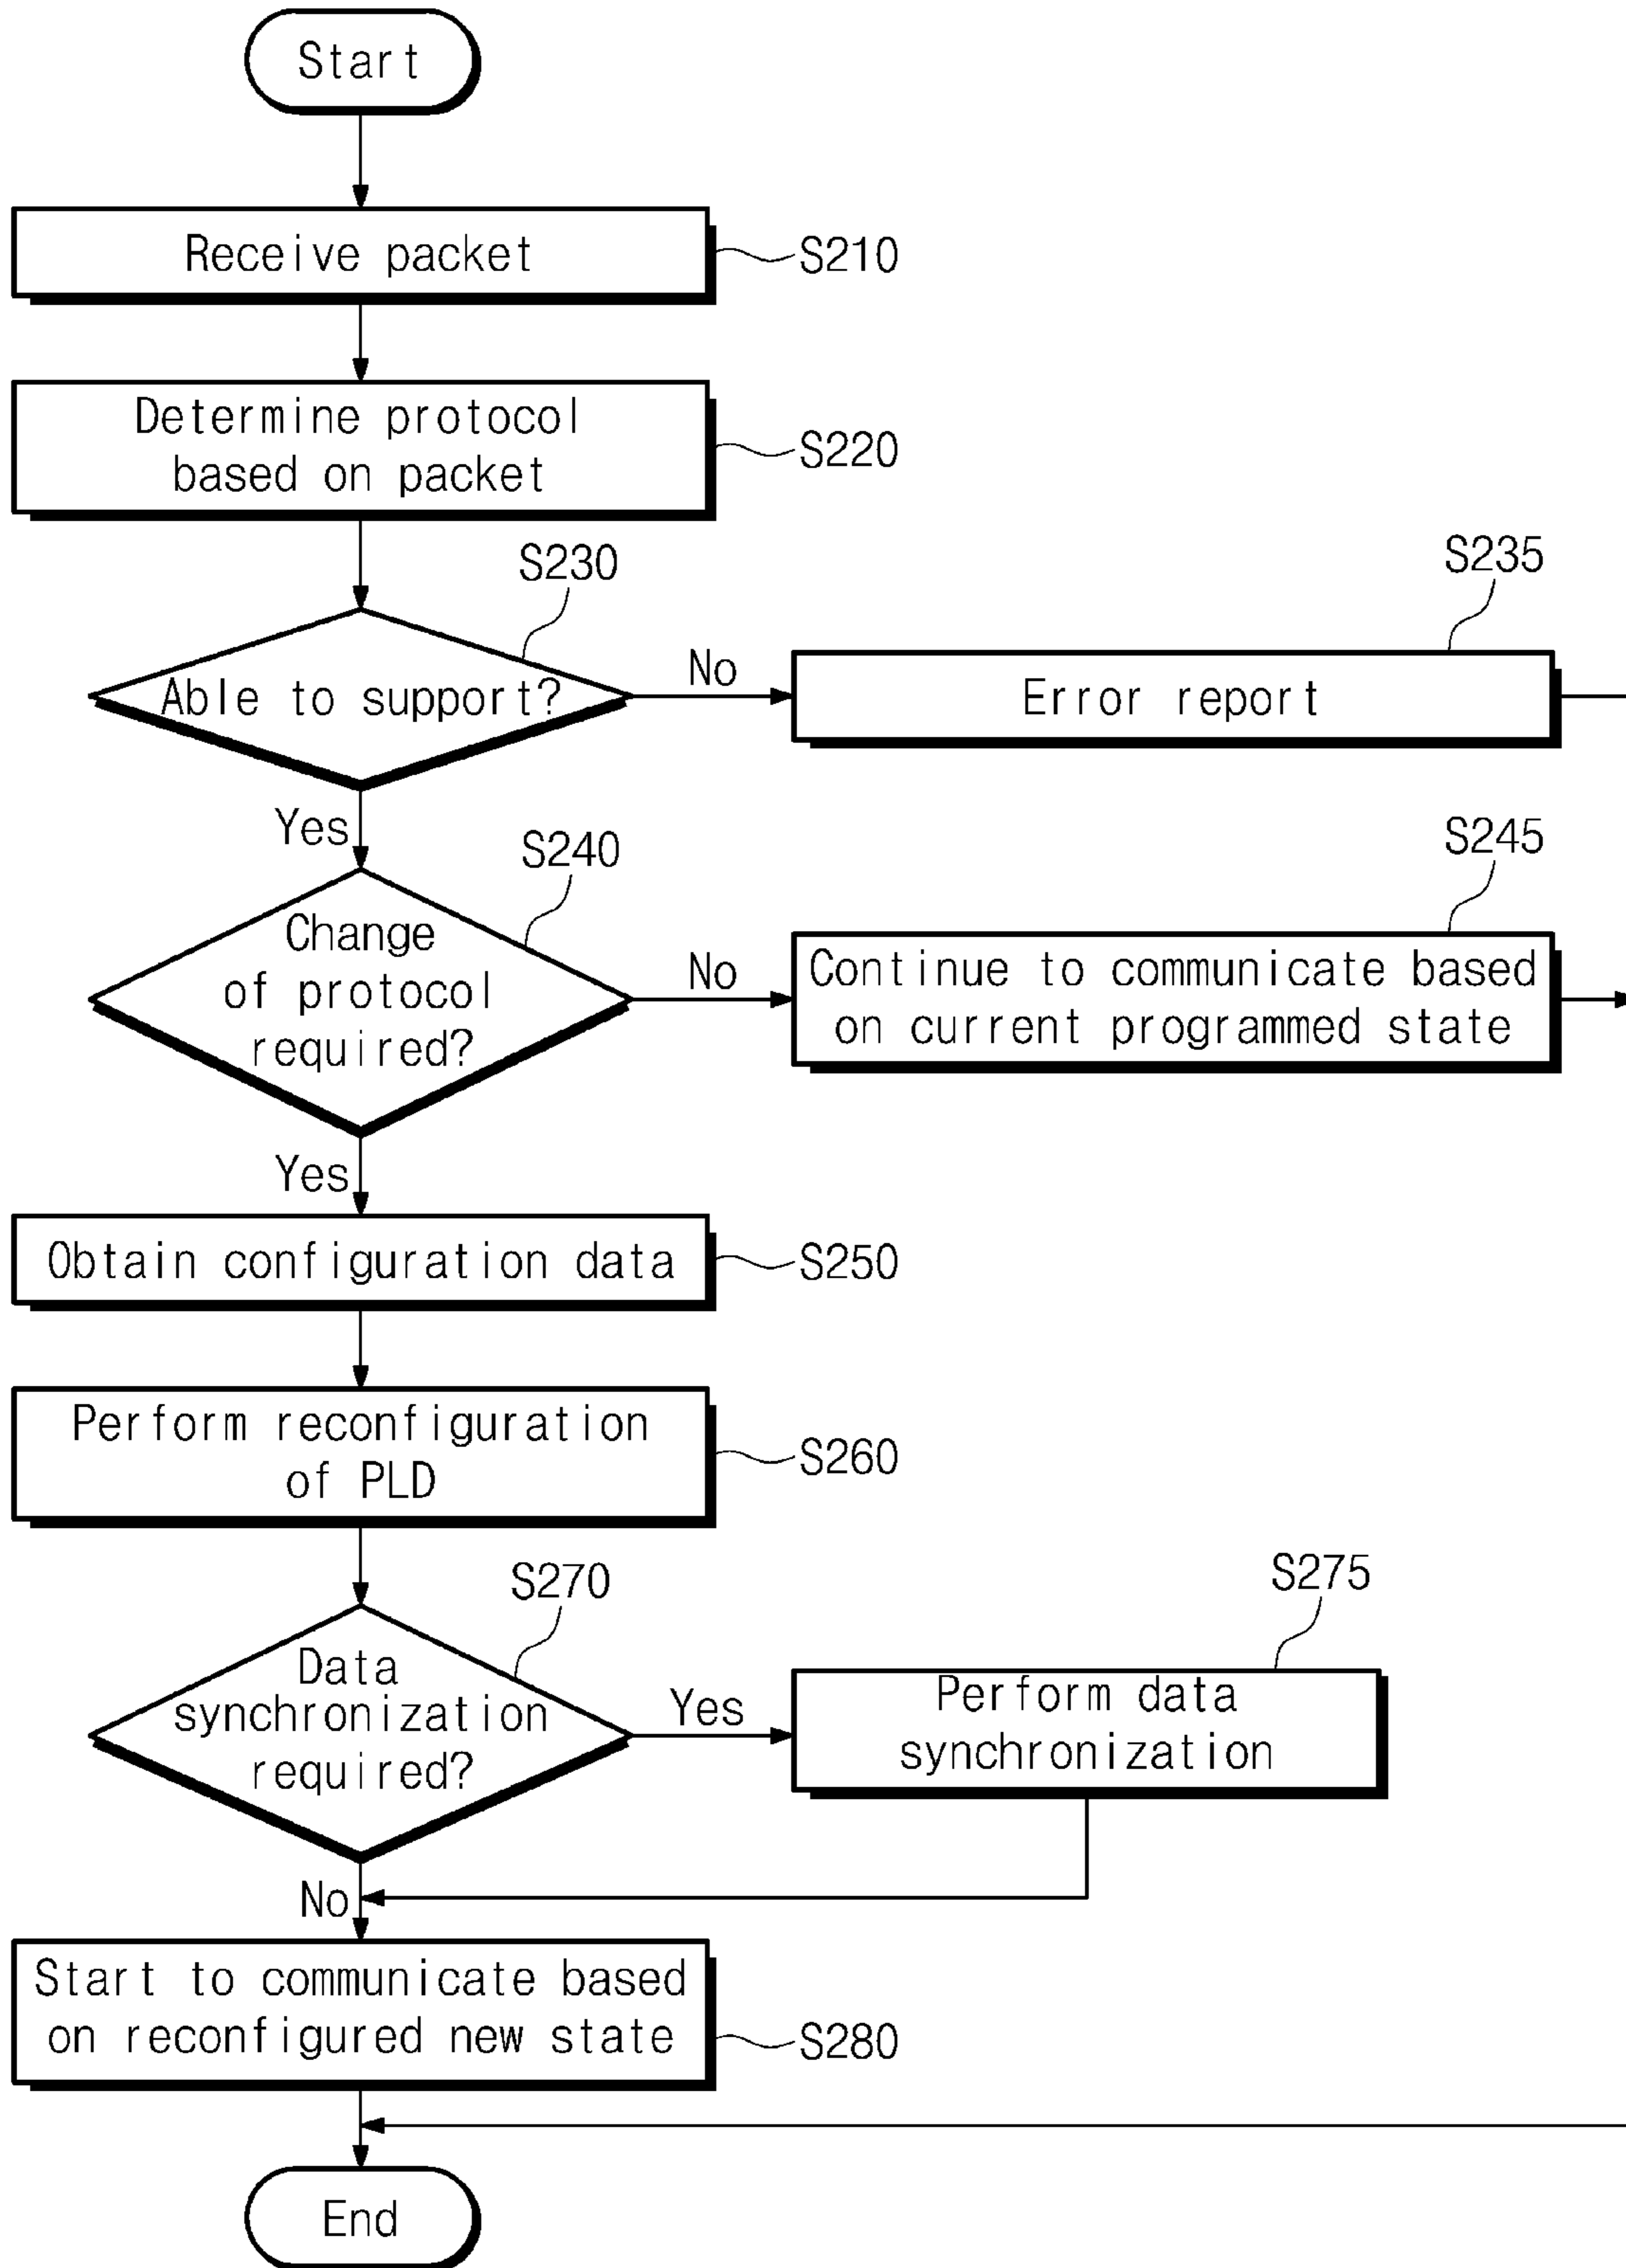 Start
Receive packet
S210
Determine protocol
based on packet
S220
S230
Able to support?
No
S235
Error report
Yes
S240
Change
of protocol
required?
No
S245
Continue to communicate based
on current programmed state
Yes
Obtain configuration data
S250
Perform reconfiguration
of PLD
S260
S270
Data
synchronization
required?
Yes
S275
Perform data
synchronization
No
Start to communicate based
on reconfigured new state
S280
End